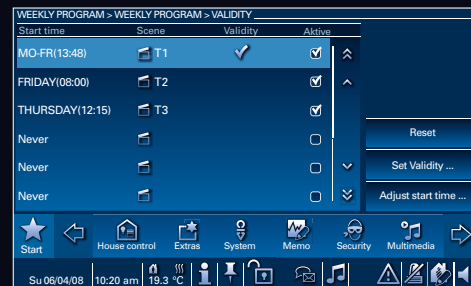 WEEKLY PROGRAM > WEEKLY PROGRAM > VALIDITY
Start time Scene Validity Aktive
MO-FR(13:48) T1
FRIDAY(08:00) T2
THURSDAY(12:15) T3
Never
Never
Never
Reset
Set Validity ...
Adjust start time ...
Start House control Extras System Memo Security Multimedia
Su 06/04/08 10:20 am 19.3 °C